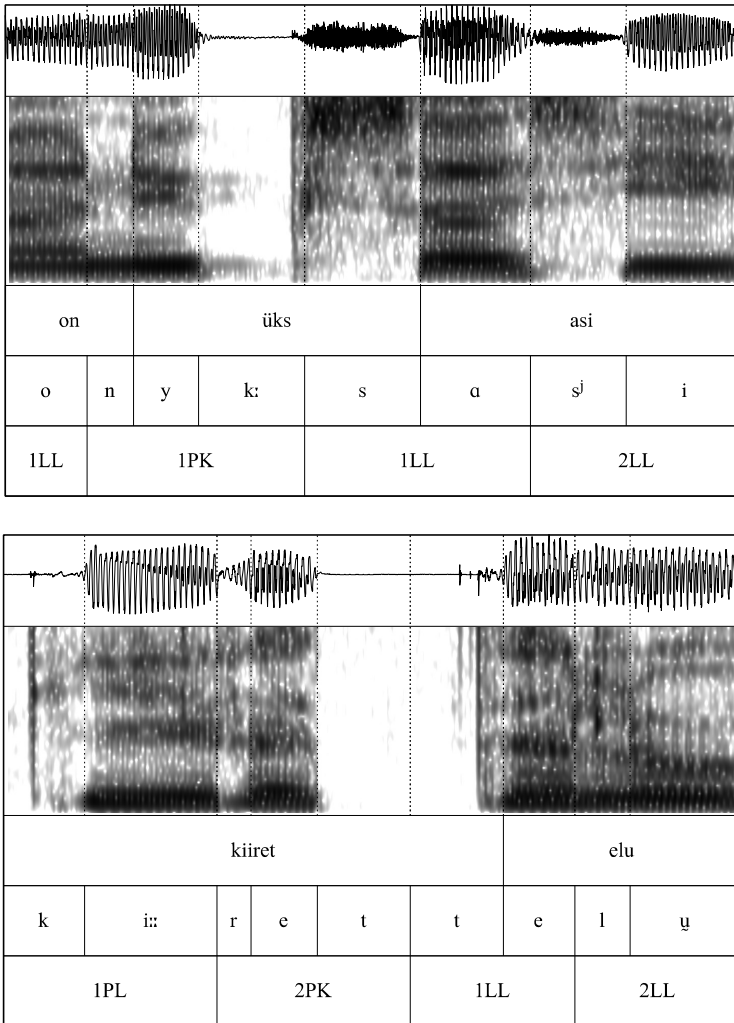 on üks asi
o n y kː s ɑ sʲ i
1LL 1PK 1LL 2LL
kiiret elu
k iːː r e t t e l ṵ
1PL 2PK 1LL 2LL